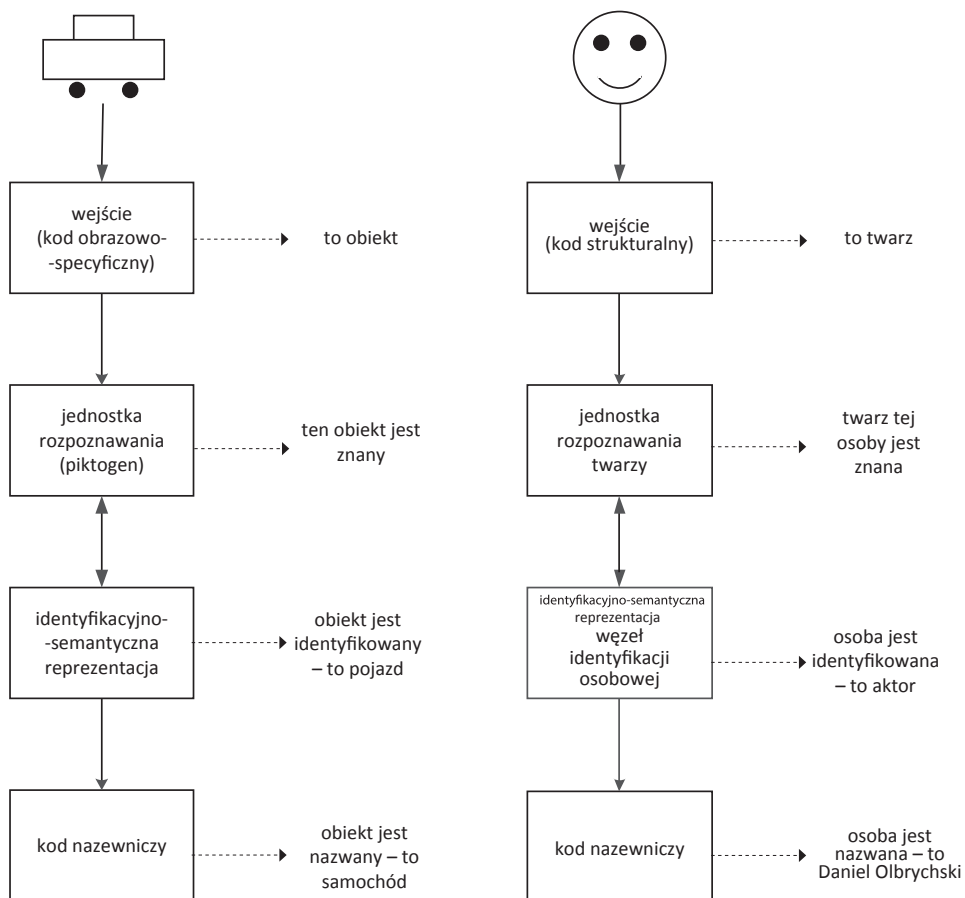 wejście
(kod obrazowo-
-specyficzny)
to obiekt
jednostka
rozpoznawania
(piktogen)
ten obiekt jest
znany
identyfikacyjno-
-semantyczna
reprezentacja
obiekt jest
identyfikowany
– to pojazd
kod nazewniczy
obiekt jest
nazwany – to
samochód
wejście
(kod strukturalny)
to twarz
jednostka
rozpoznawania
twarzy
twarz tej
osoby jest
znana
identyfikacyjno-semantyczna
reprezentacja
węzeł
identyfikacji
osobowej
osoba jest
identyfikowana
– to aktor
kod nazewniczy
osoba jest
nazwana – to
Daniel Olbrychski